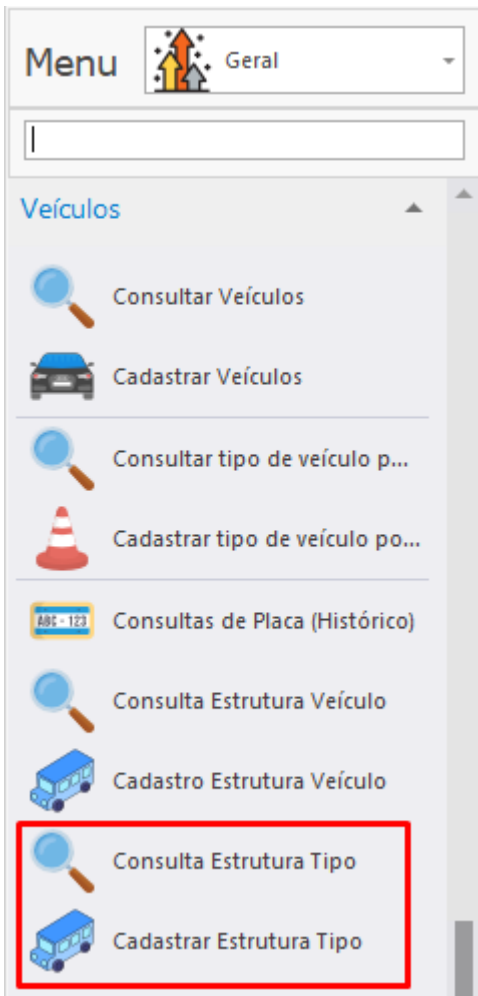 Menu
Geral
Veículos
Consultar Veículos
Cadastrar Veículos
Consultar tipo de veículo p...
Cadastrar tipo de veículo po...
ABC - 123
Consultas de Placa (Histórico)
Consulta Estrutura Veículo
Cadastro Estrutura Veículo
Consulta Estrutura Tipo
Cadastrar Estrutura Tipo